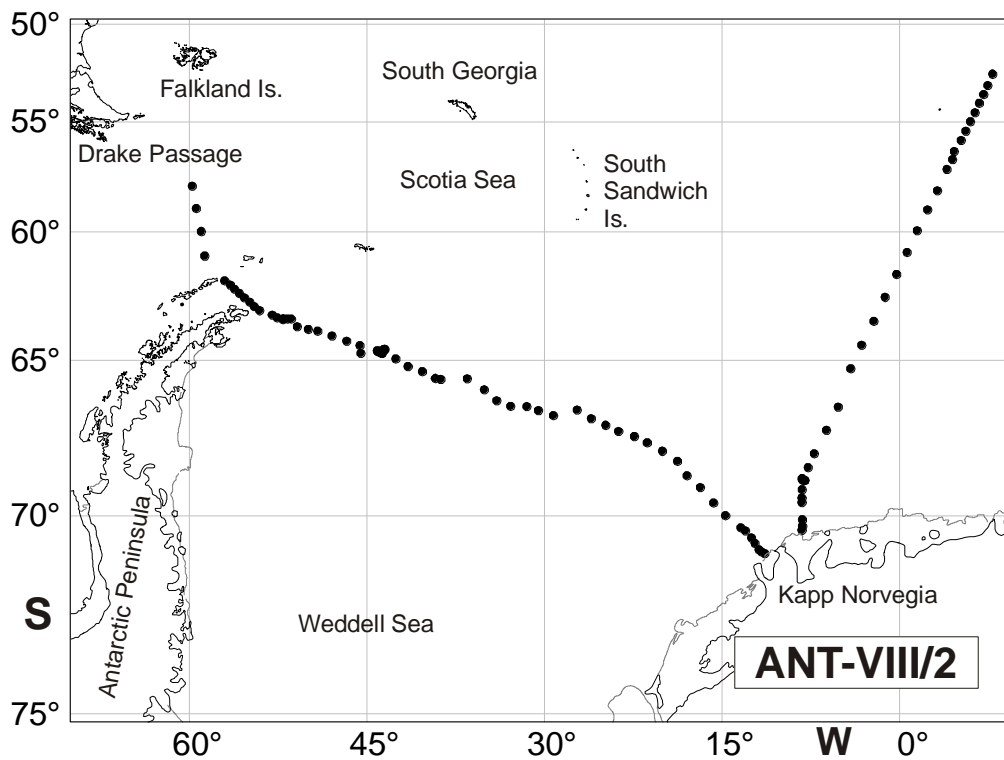 50°
Falkland Is.
South Georgia
55°
Drake Passage
Scotia Sea
South
Sandwich
Is.
60°
65°
70°
Antarctic Peninsula
Weddell Sea
Kapp Norvegia
S
ANT-VIII/2
75°
60°
45°
30°
15°
W
0°